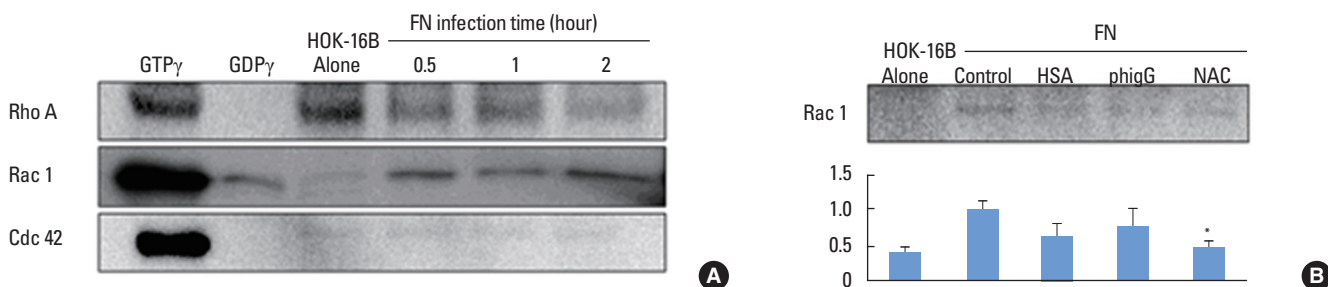 FN infection time (hour)
GTPγ GDPγ HOK-16B Alone 0.5 1 2
Rho A
Rac 1
Cdc 42
A
FN
HOK-16B Alone Control HSA phigG NAC
Rac 1
1.5
1.0
0.5
0
*
B